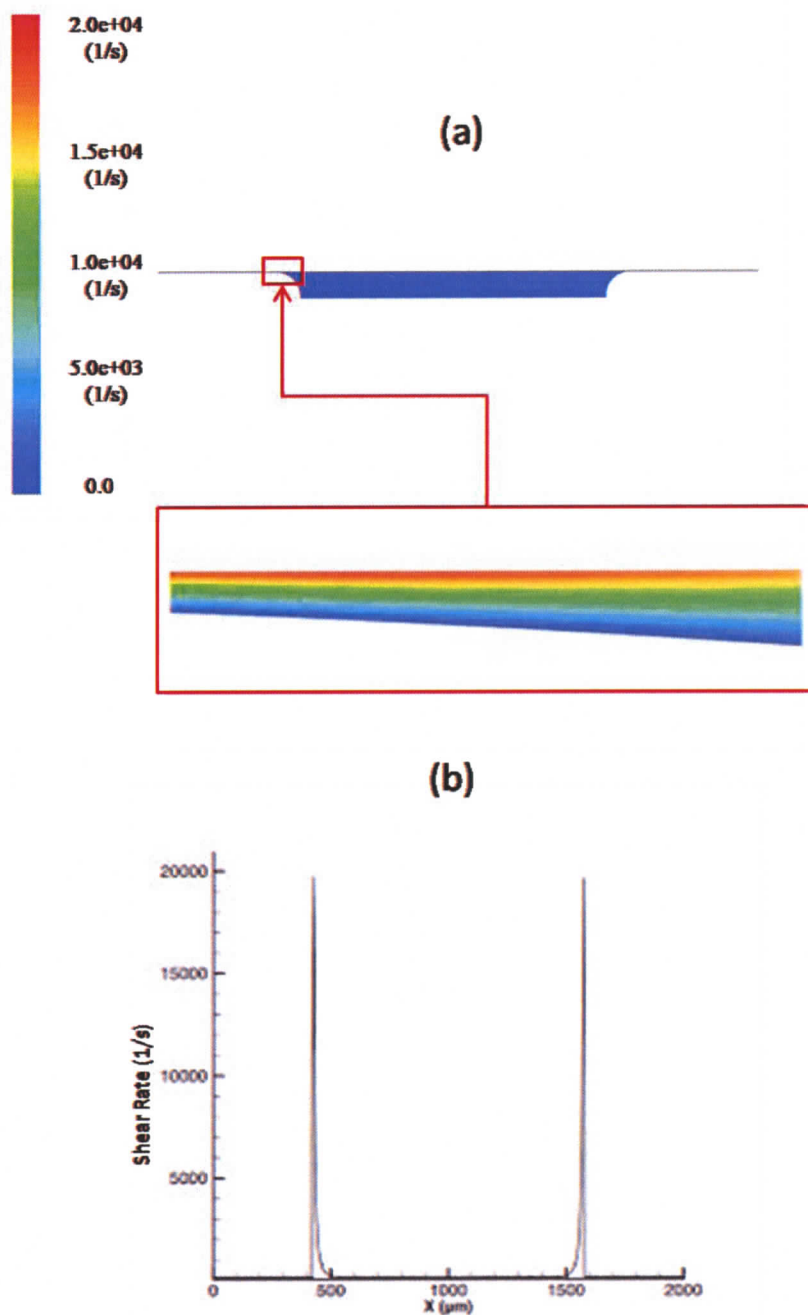 2.0e+04
(1/s)
(a)
1.5e+04
(1/s)
1.0e+04
(1/s)
5.0e+03
(1/s)
0.0
(b)
Shear Rate (1/s)
20000
15000
10000
5000
0
500
1000
1500
2000
X (µm)